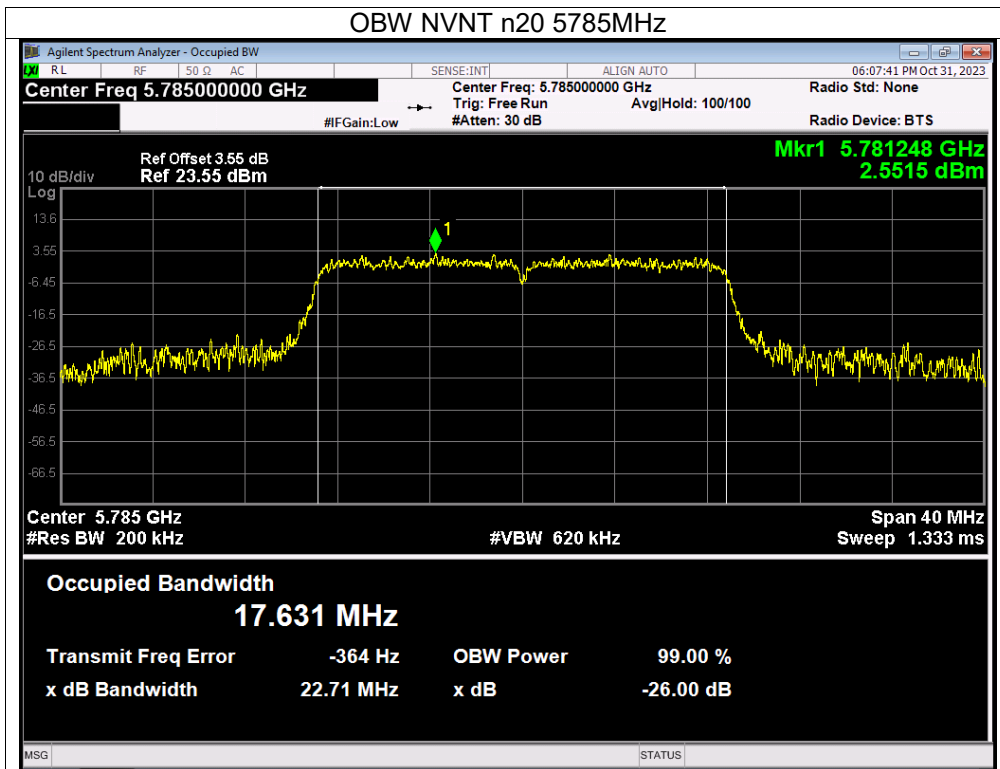 OBW NVNT n20 5785MHz
Agilent Spectrum Analyzer - Occupied BW
LXI RL RF 50 Ω AC SENSE:INT ALIGN AUTO 06:07:41 PM Oct 31, 2023
Center Freq 5.785000000 GHz Center Freq: 5.785000000 GHz Radio Std: None
Trig: Free Run Avg|Hold: 100/100
#IFGain:Low #Atten: 30 dB Radio Device: BTS
Mkr1 5.781248 GHz
Ref Offset 3.55 dB
10 dB/div Ref 23.55 dBm 2.5515 dBm
Log
13.6
1
3.55
-6.45
-16.5
-26.5
-36.5
-46.5
-56.5
-66.5
Center 5.785 GHz Span 40 MHz
#Res BW 200 kHz #VBW 620 kHz Sweep 1.333 ms
Occupied Bandwidth
17.631 MHz
Transmit Freq Error -364 Hz OBW Power 99.00 %
x dB Bandwidth 22.71 MHz x dB -26.00 dB
MSG STATUS